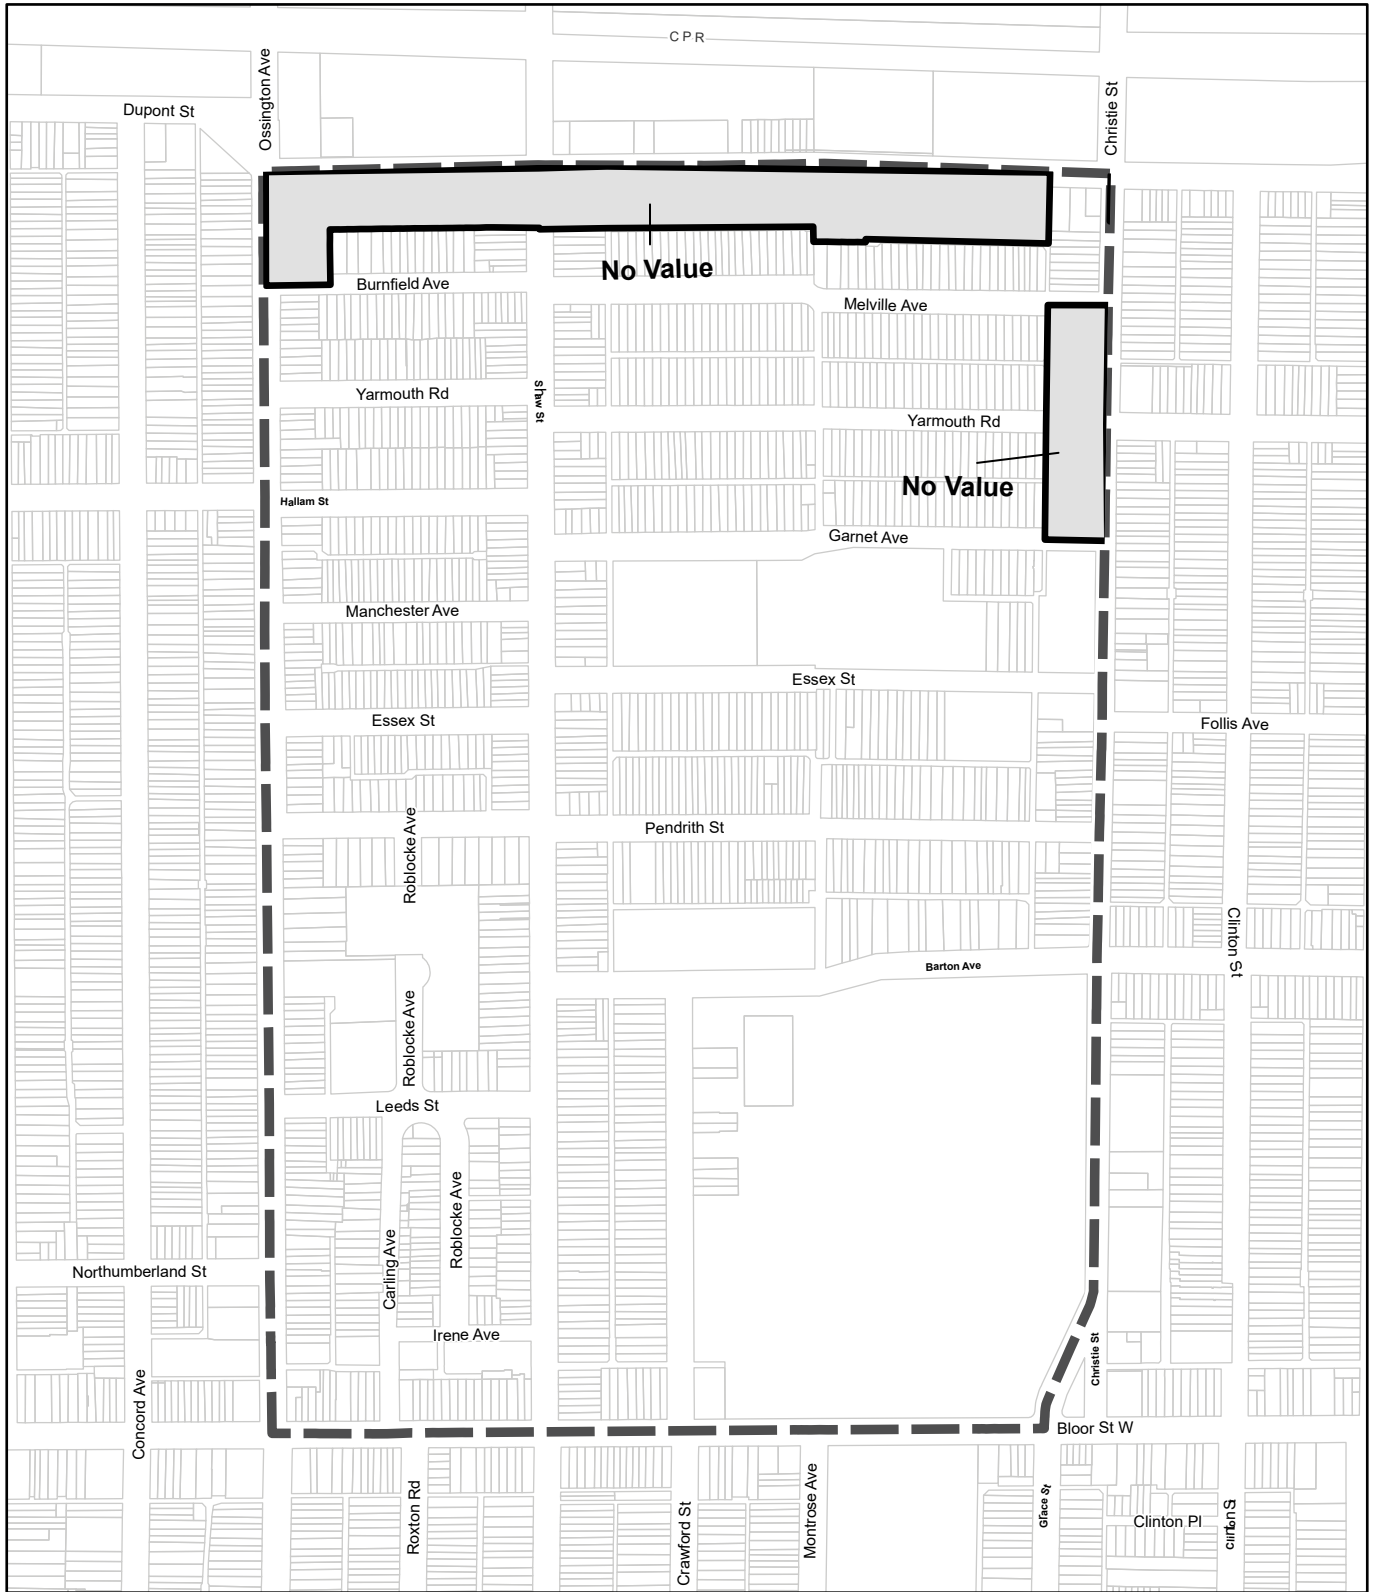 CPR
Dupont St
Ossington Ave
Christie St
No Value
Burnfield Ave
Melville Ave
Yarmouth Rd
Shaw St
Yarmouth Rd
No Value
Hallam St
Garnet Ave
Manchester Ave
Essex St
Essex St
Follis Ave
Pendrith St
Roblocke Ave
Clinton St
Barton Ave
Roblocke Ave
Leeds St
Roblocke Ave
Carling Ave
Northumberland St
Irene Ave
Christie St
Concord Ave
Bloor St W
Roxton Rd
Crawford St
Montrose Ave
Grace St
Clinton Pl
Clinton St